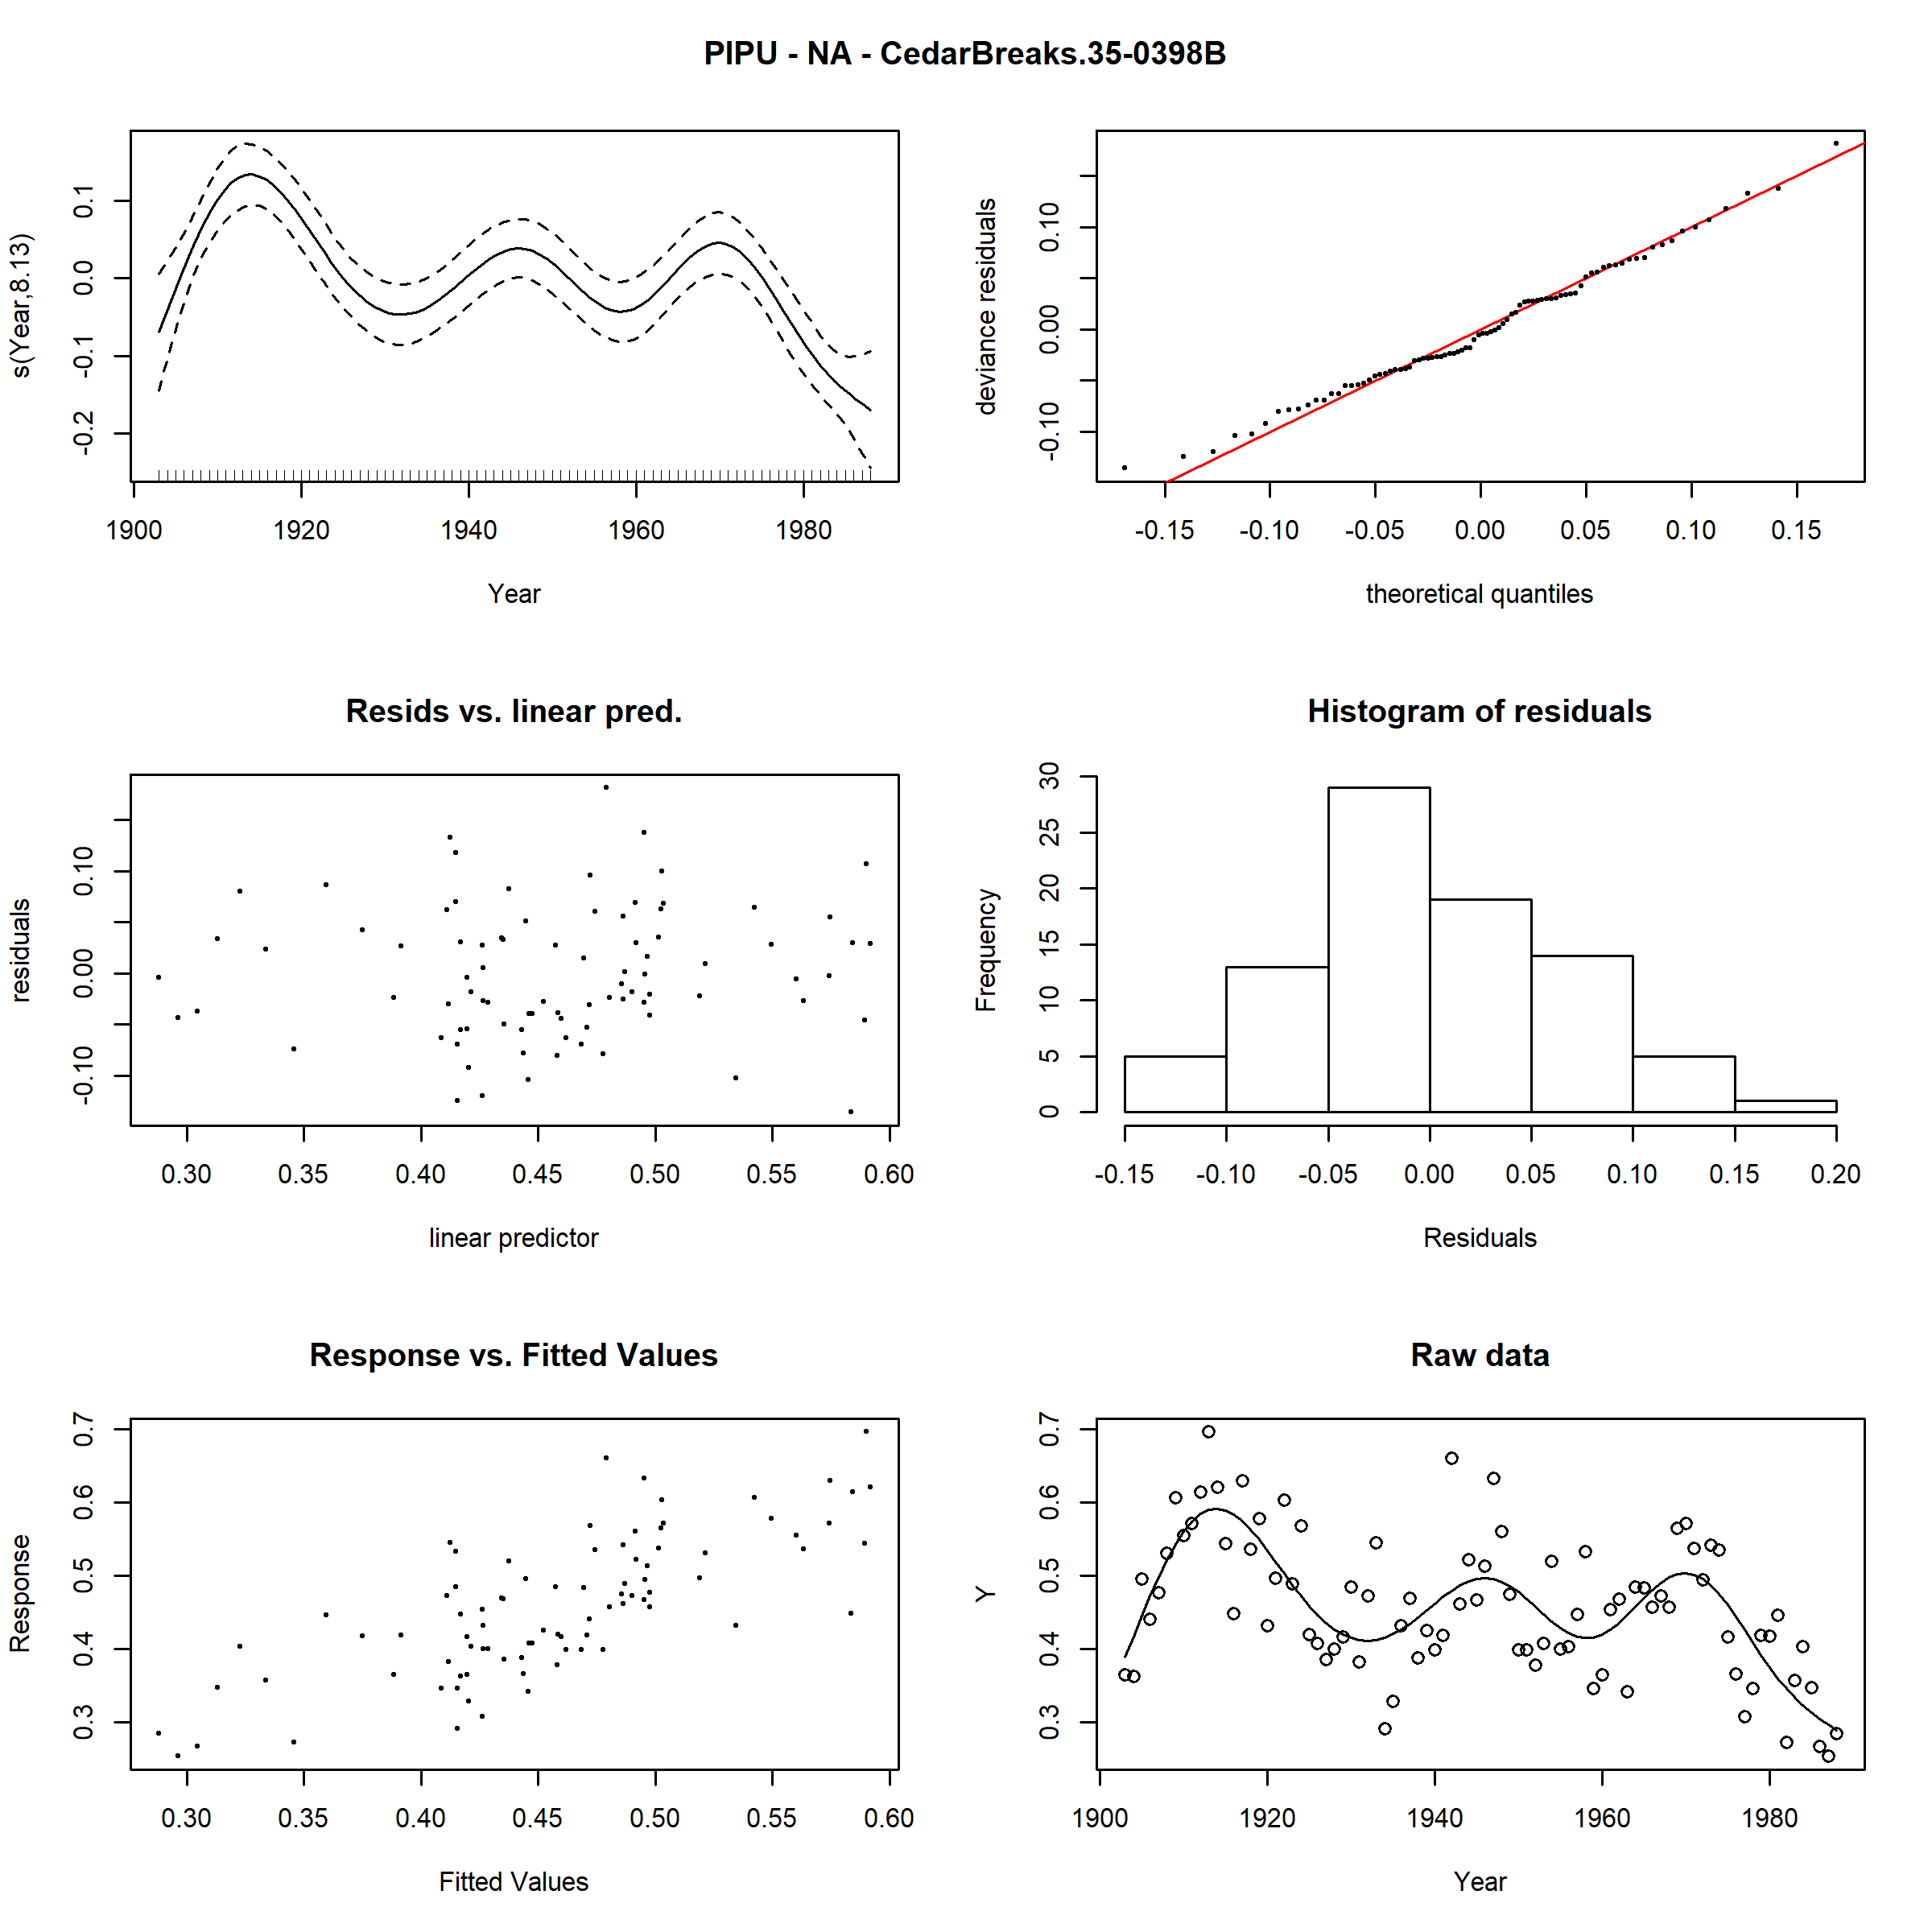 PIPU - NA - CedarBreaks.35-0398B
s(Year,8.13)
-0.2 -0.1 0.0 0.1
1900 1920 1940 1960 1980
Year
deviance residuals
-0.10 0.00 0.10
-0.15 -0.10 -0.05 0.00 0.05 0.10 0.15
theoretical quantiles
Resids vs. linear pred.
residuals
-0.10 0.00 0.10
0.30 0.35 0.40 0.45 0.50 0.55 0.60
linear predictor
Histogram of residuals
Frequency
0 5 10 15 20 25 30
-0.15 -0.10 -0.05 0.00 0.05 0.10 0.15 0.20
Residuals
Response vs. Fitted Values
Response
0.3 0.4 0.5 0.6 0.7
0.30 0.35 0.40 0.45 0.50 0.55 0.60
Fitted Values
Raw data
Y
0.3 0.4 0.5 0.6 0.7
1900 1920 1940 1960 1980
Year